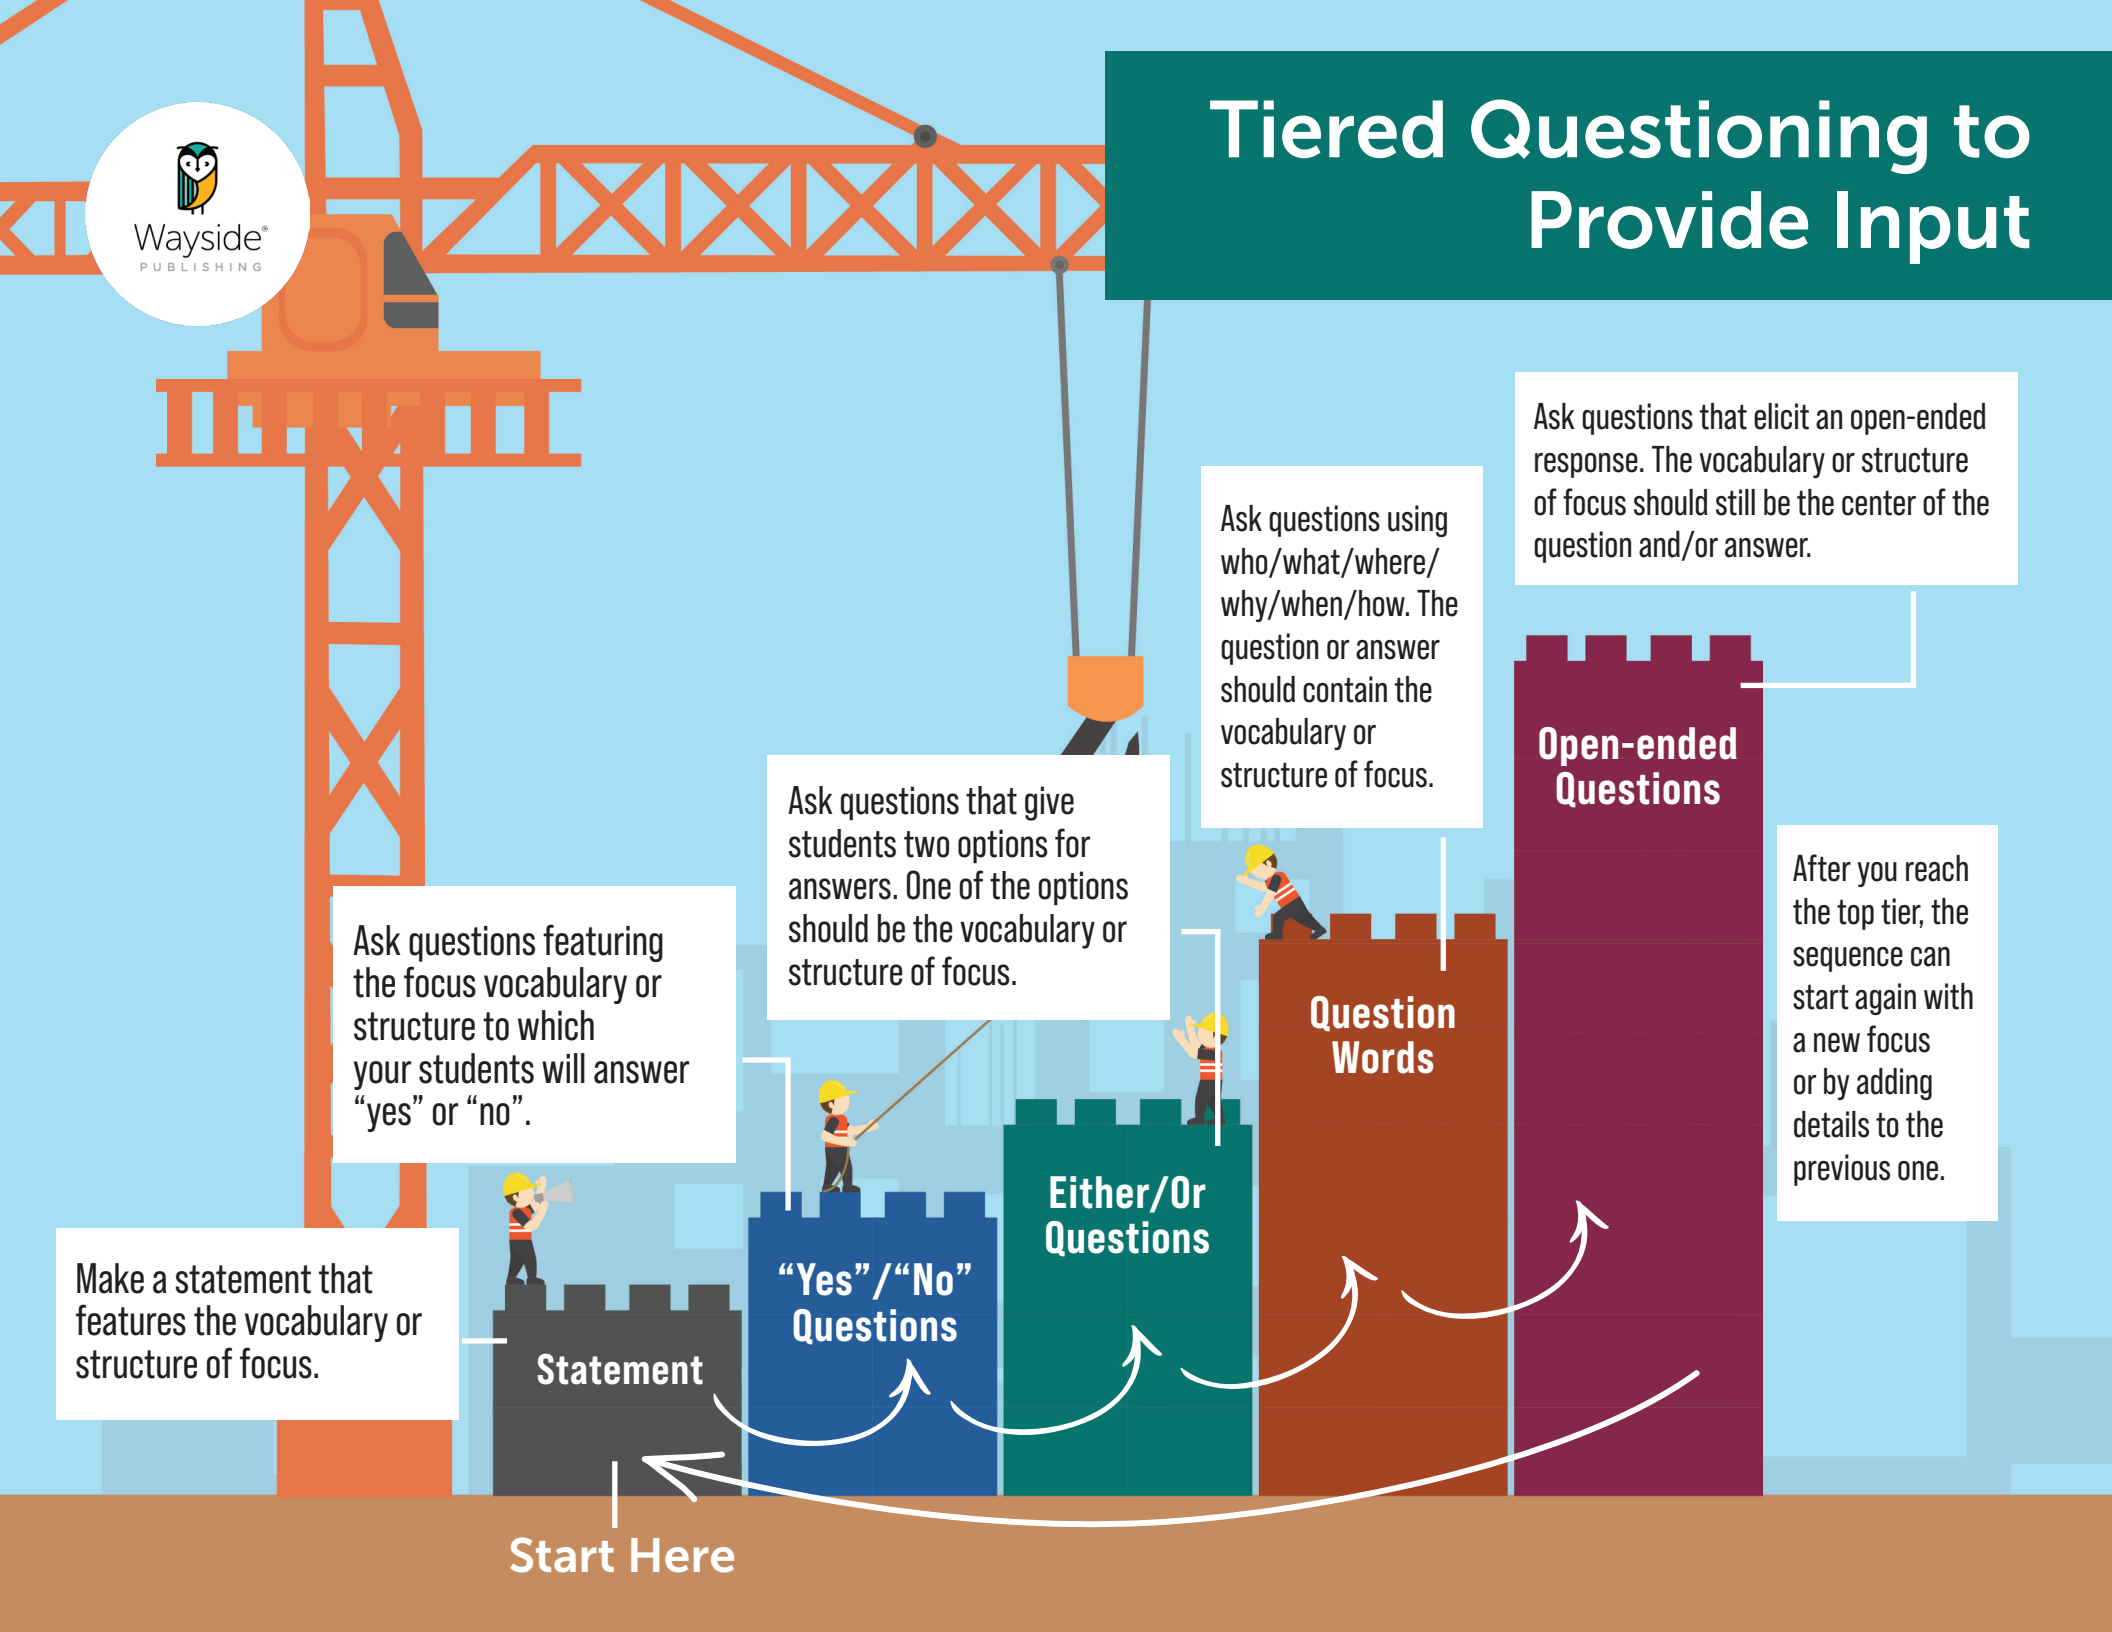 Wayside®
PUBLISHING
Tiered Questioning to
Provide Input
Make a statement that
features the vocabulary or
structure of focus.
Ask questions featuring
the focus vocabulary or
structure to which
your students will answer
“yes” or “no”.
Ask questions that give
students two options for
answers. One of the options
should be the vocabulary or
structure of focus.
Ask questions using
who/what/where/
why/when/how. The
question or answer
should contain the
vocabulary or
structure of focus.
Ask questions that elicit an open-ended
response. The vocabulary or structure
of focus should still be the center of the
question and/or answer.
After you reach
the top tier, the
sequence can
start again with
a new focus
or by adding
details to the
previous one.
Statement
“Yes”/“No”
Questions
Either/Or
Questions
Question
Words
Open-ended
Questions
Start Here